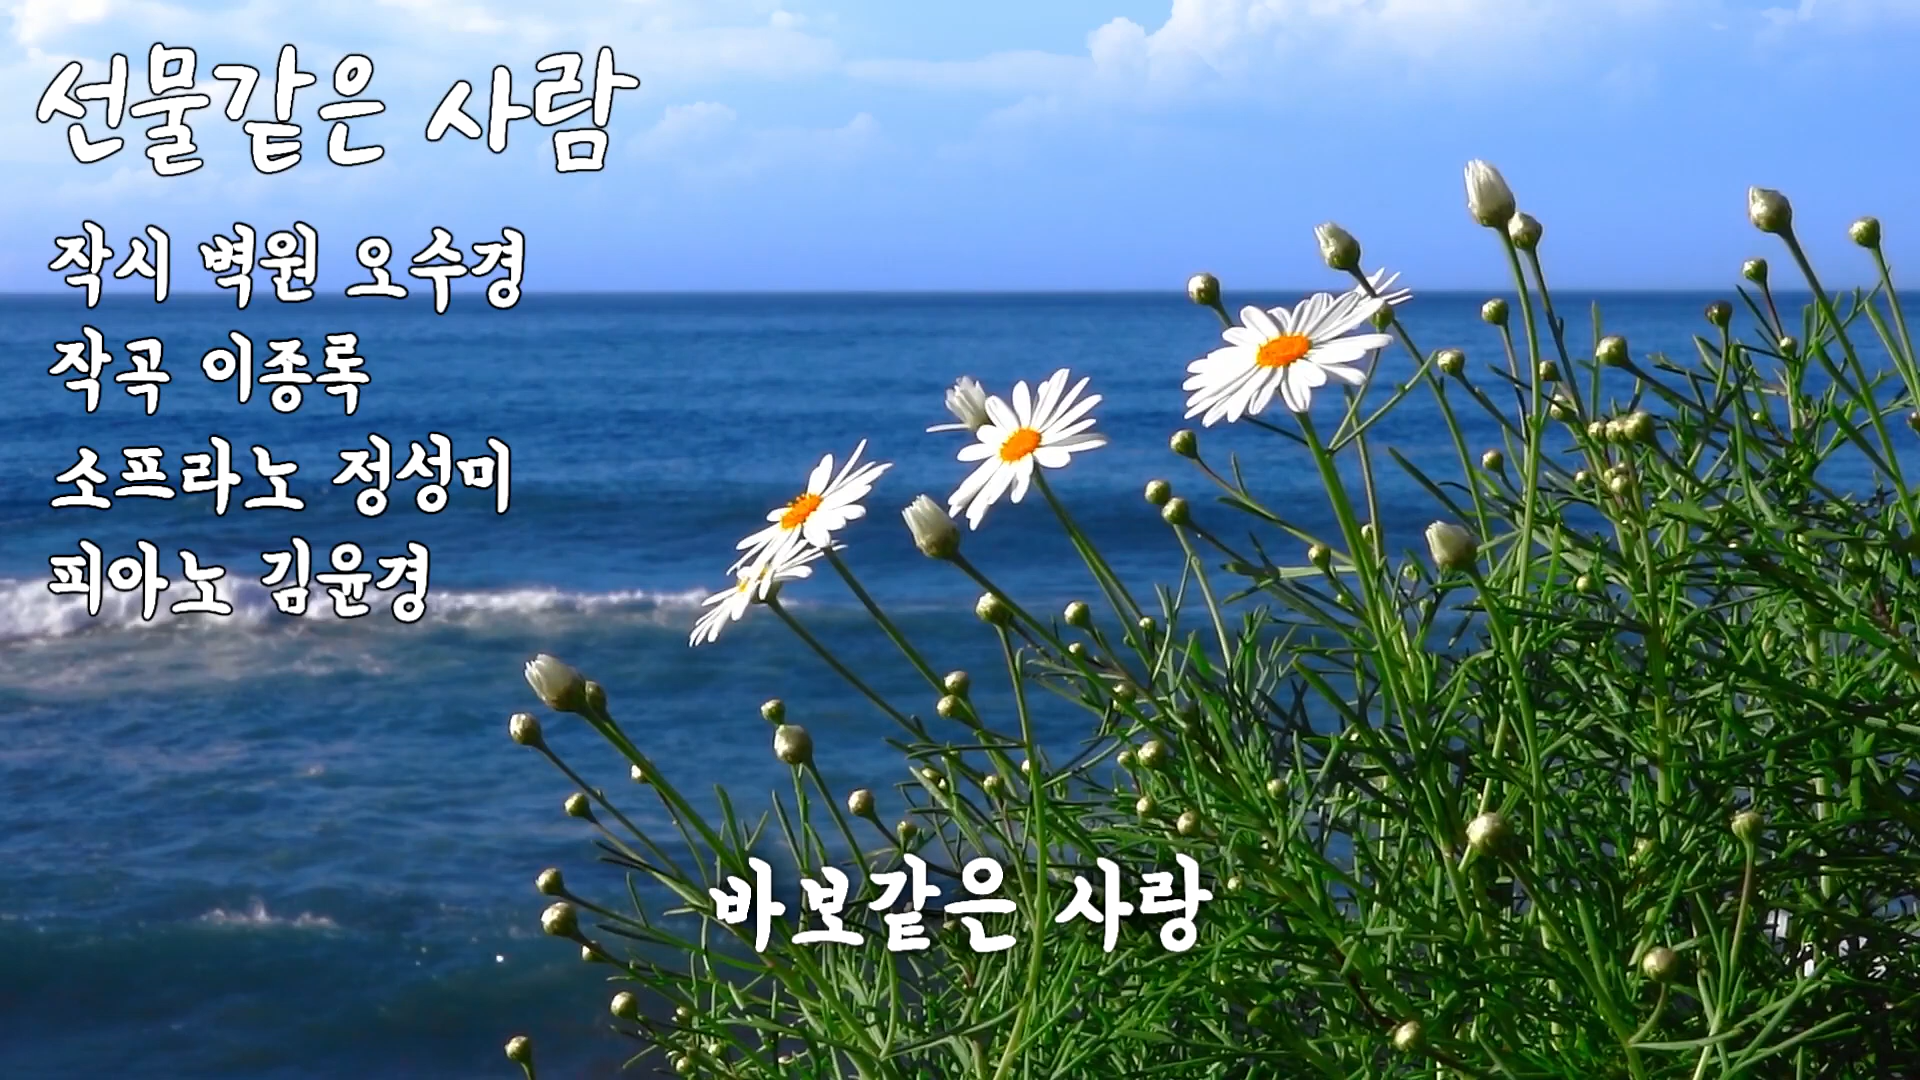 선물같은 사람
작시 벽원 오수경
작곡 이종록
소프라노 정성미
피아노 김윤경
바보같은 사랑